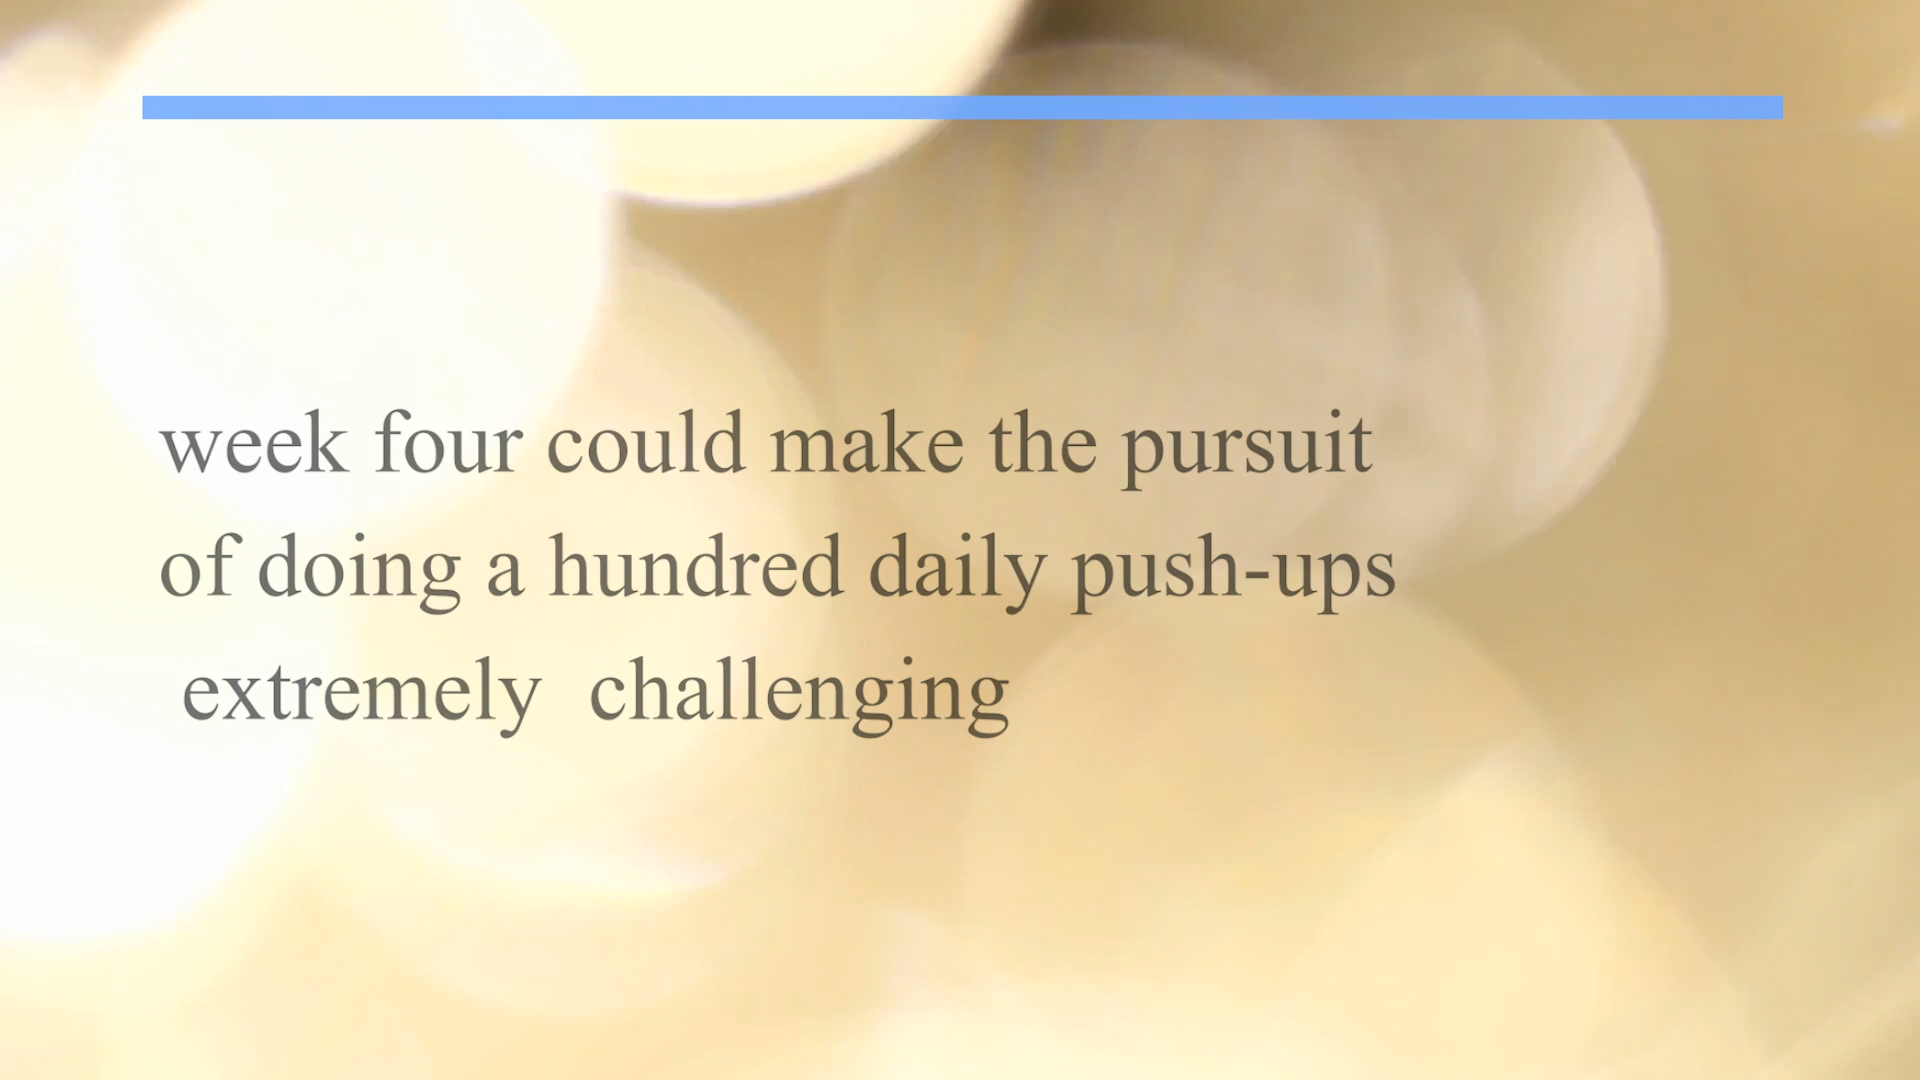 week four could make the pursuit
of doing a hundred daily push-ups
extremely challenging